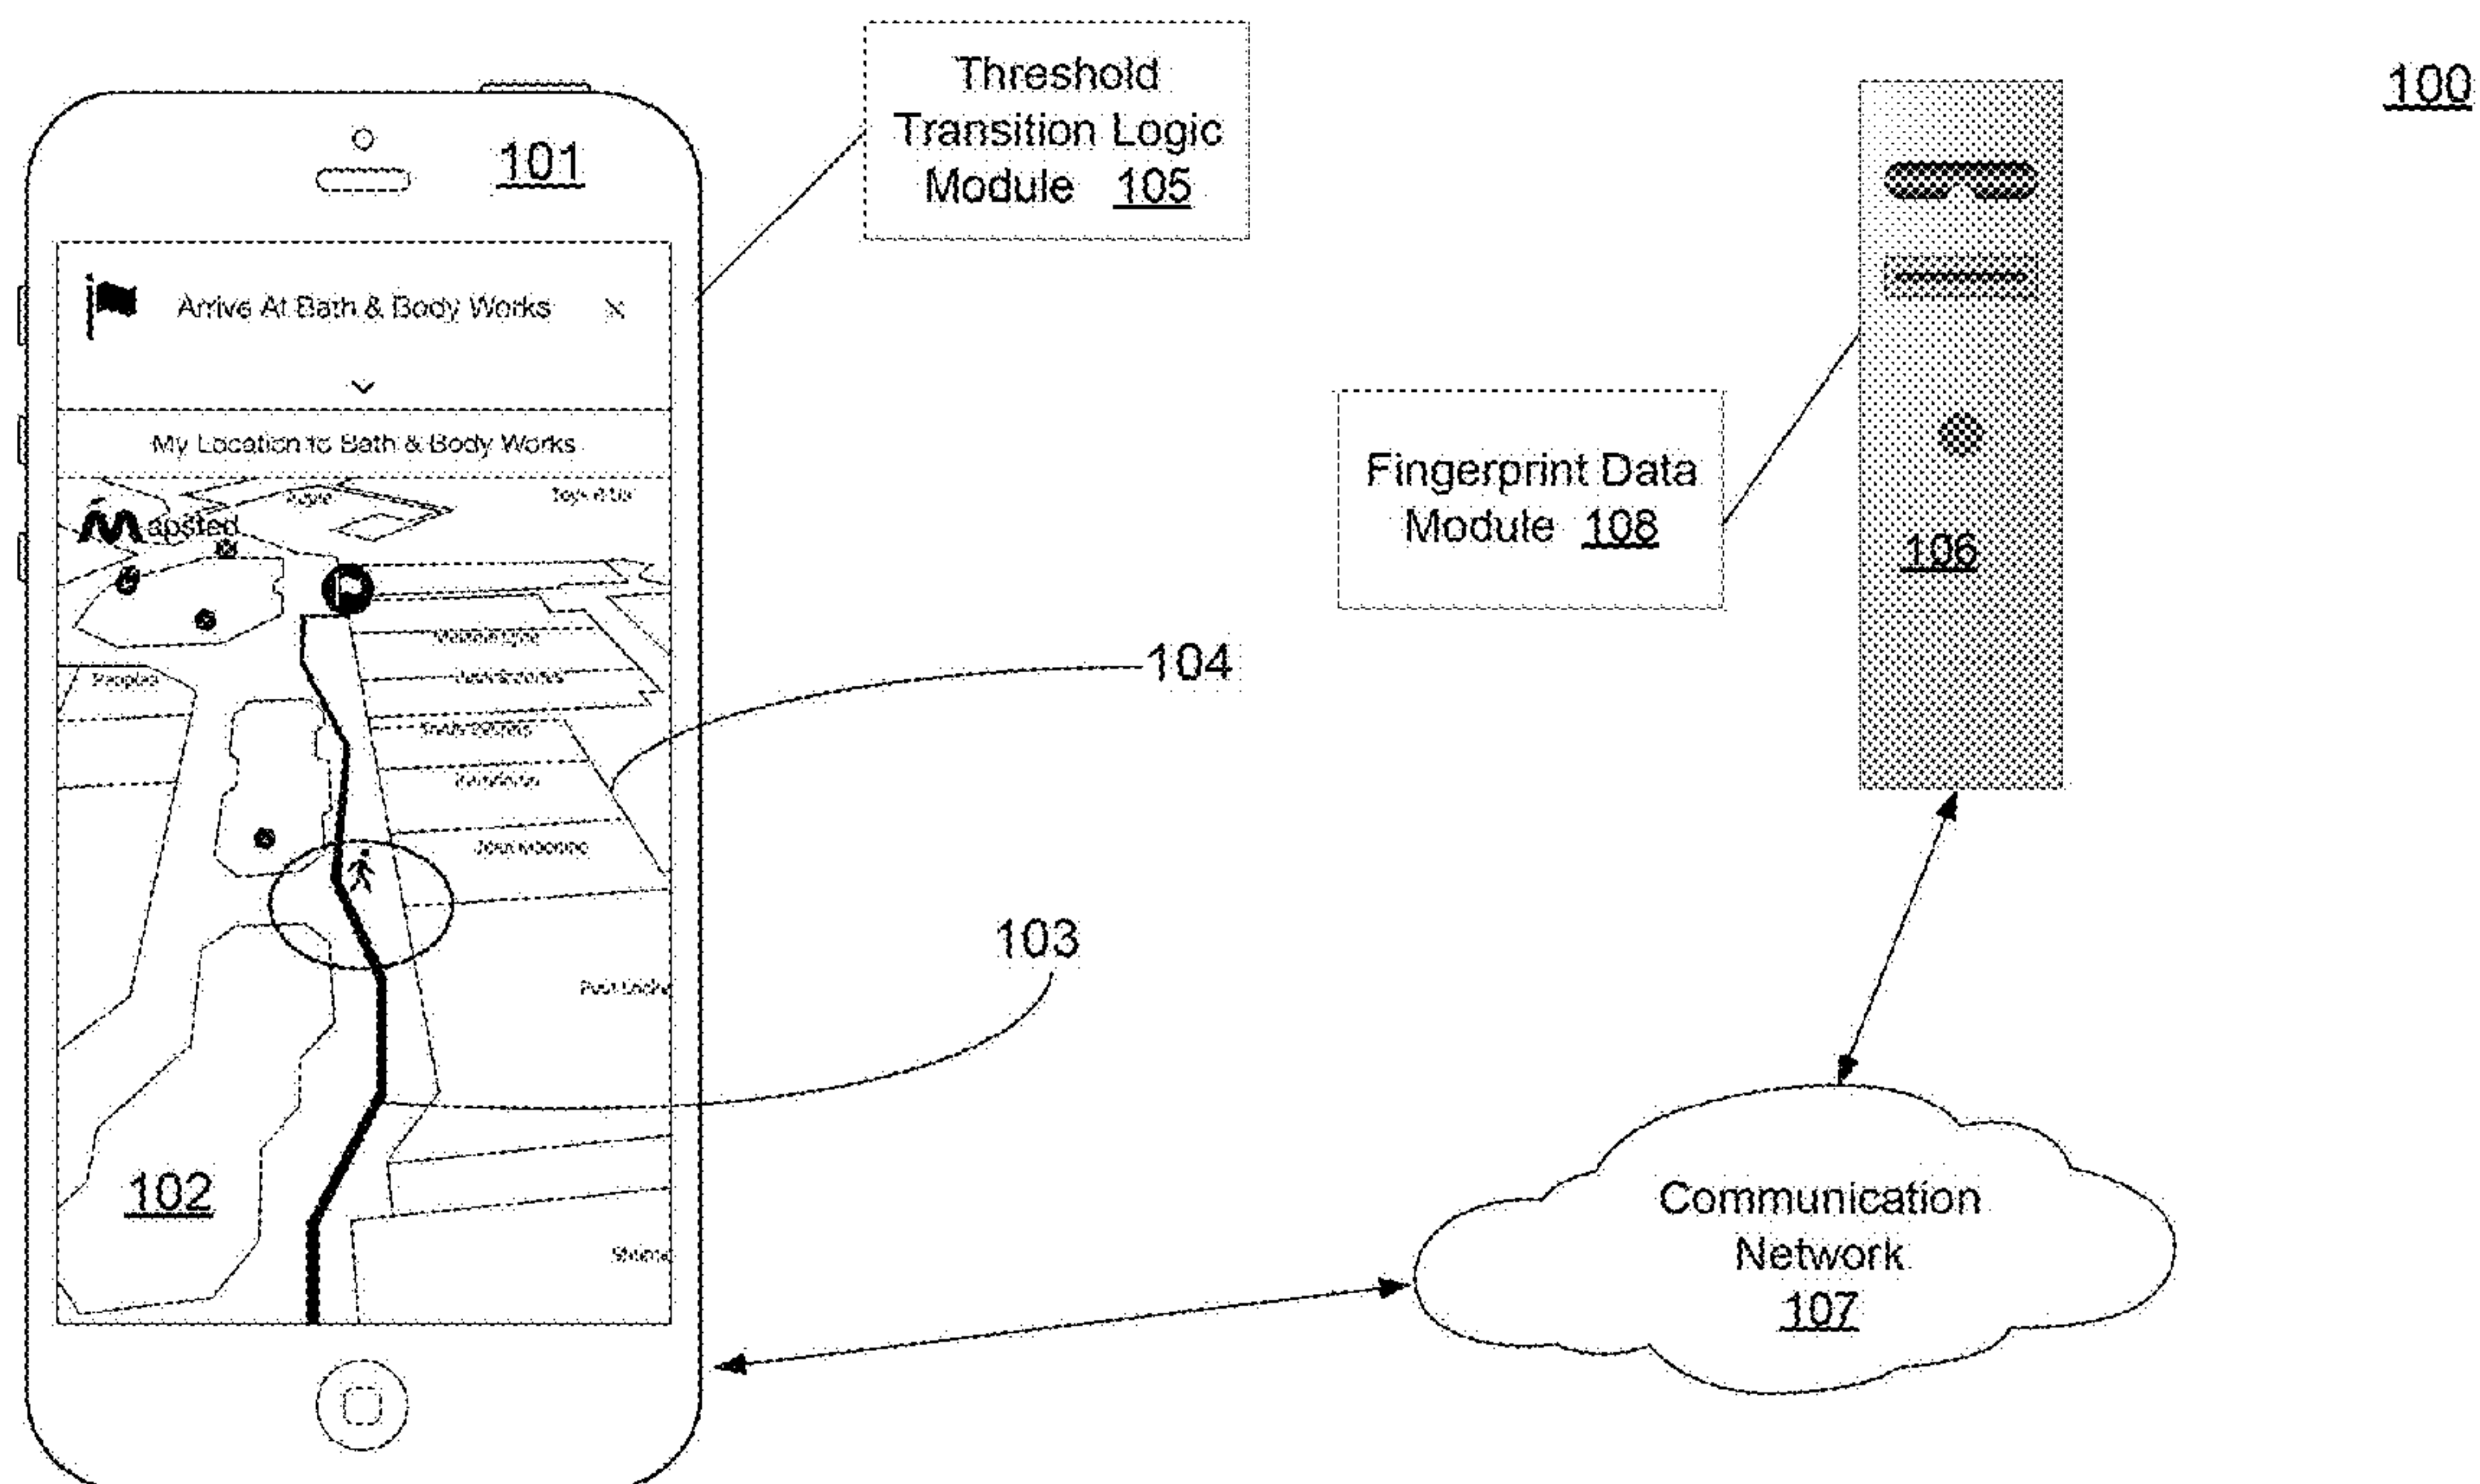 100
Threshold
Transition Logic
Module 105
101
Arrive At Bath & Body Works
My Location to Bath & Body Works
Mapsted
Peoples
Fingerprint Data
Module 108
106
104
103
102
Communication
Network
107